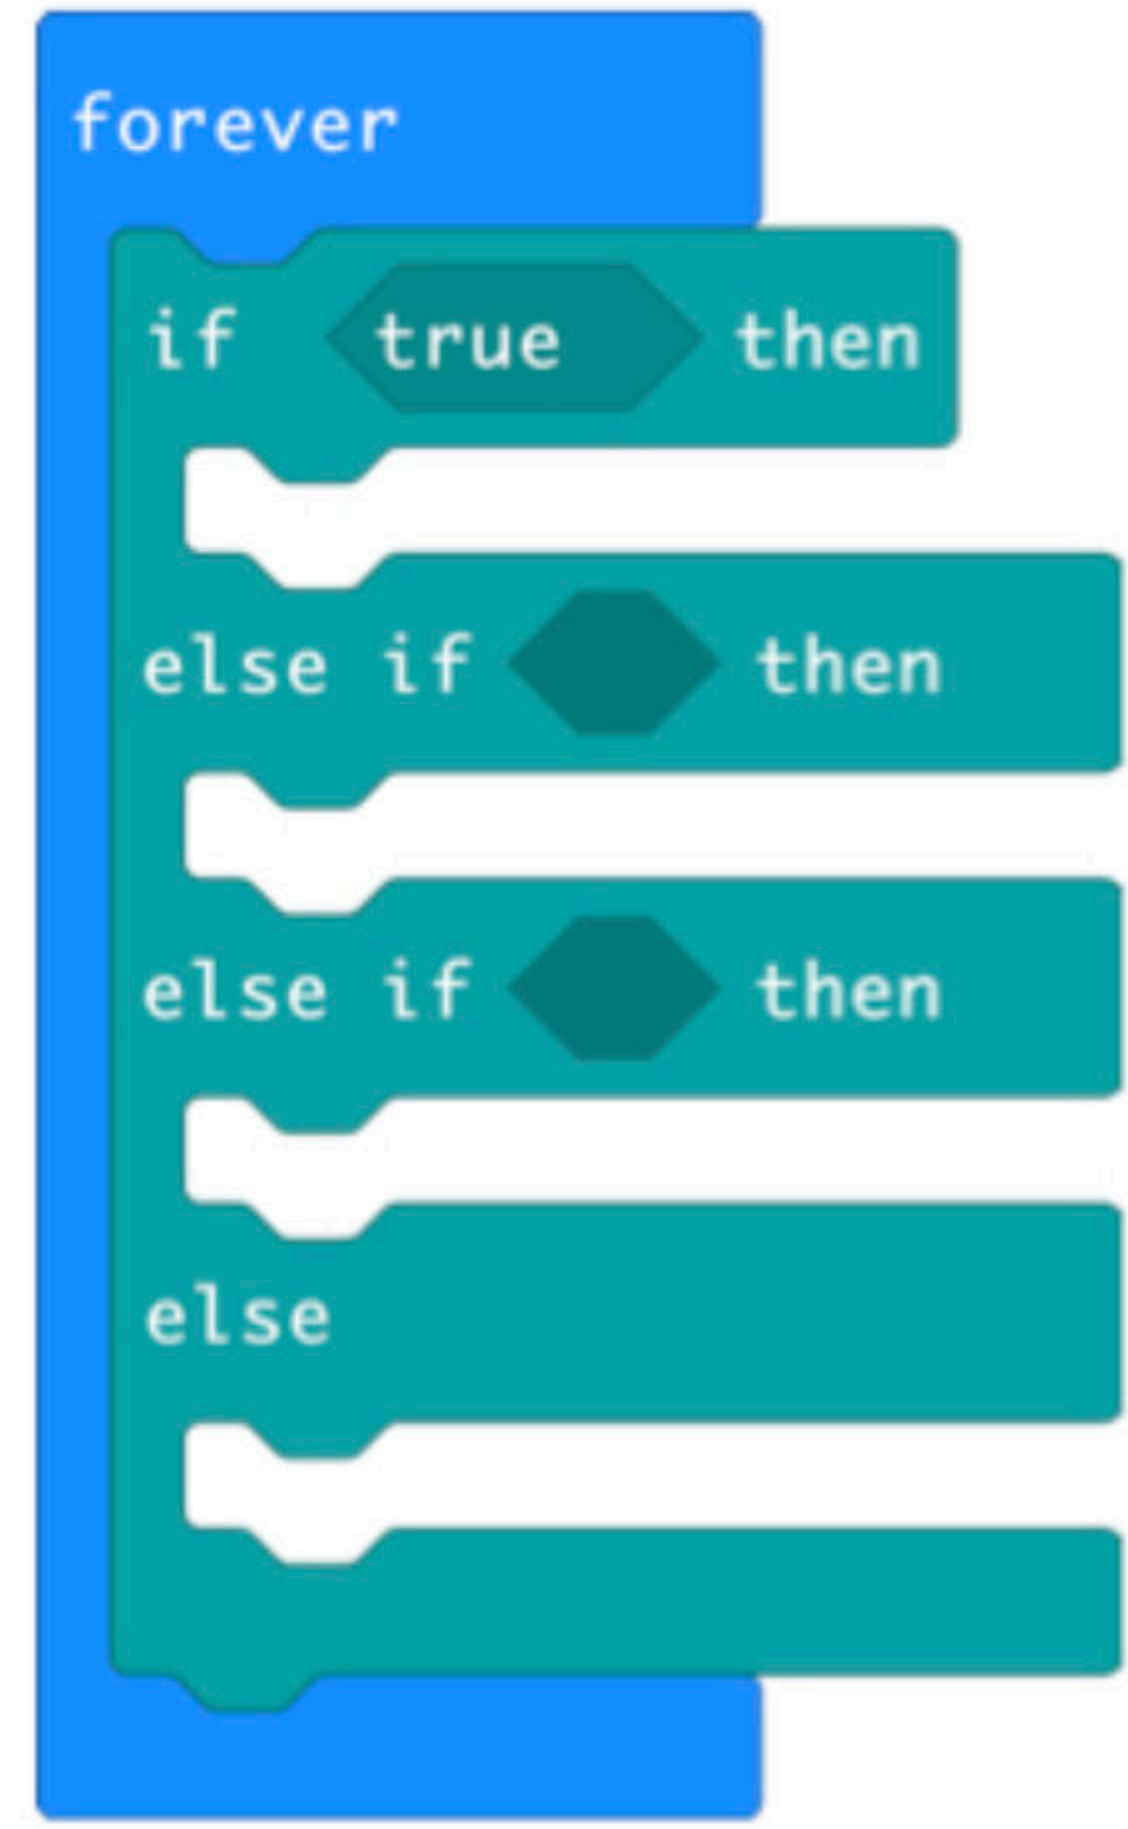 forever
if true then
else if then
else if then
else